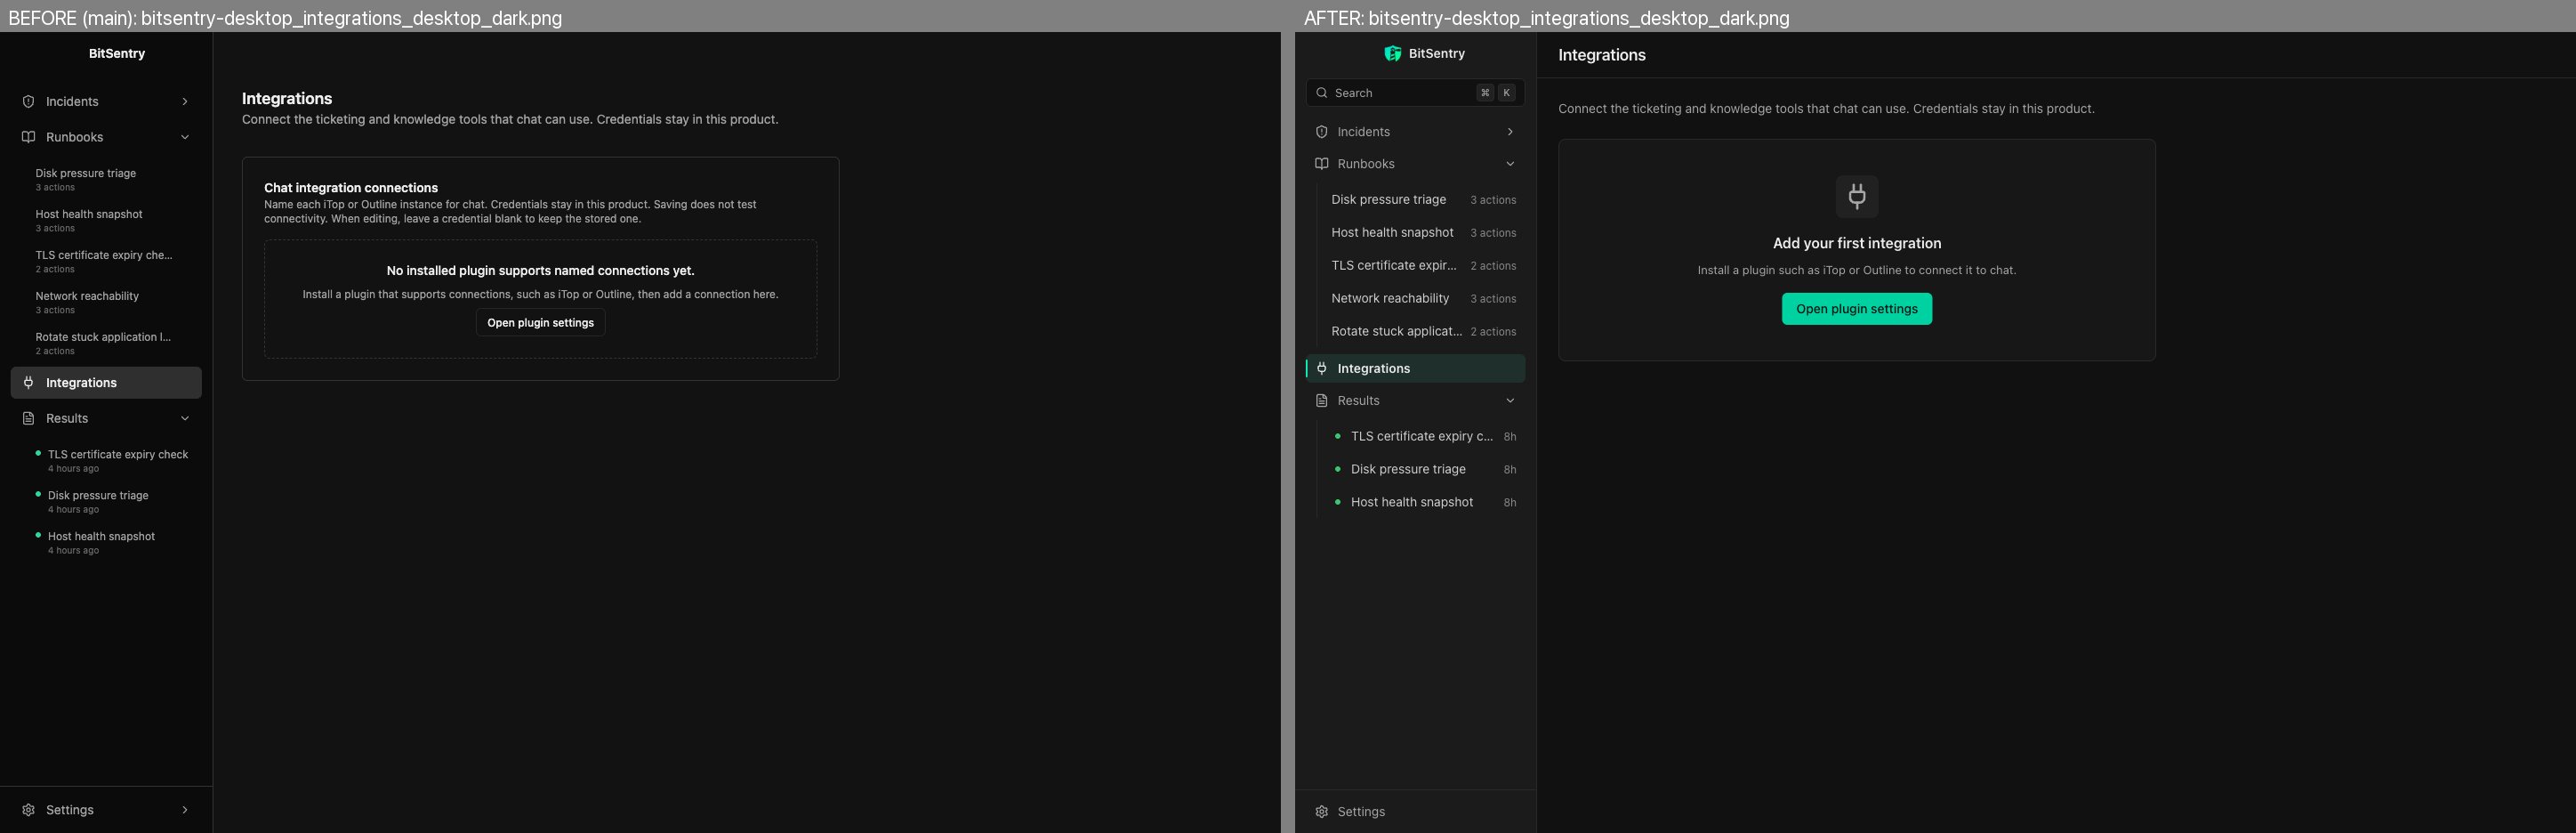 BEFORE (main): bitsentry-desktop_integrations_desktop_dark.png
BitSentry
Incidents
Runbooks
Disk pressure triage
3 actions
Host health snapshot
3 actions
TLS certificate expiry che...
2 actions
Network reachability
3 actions
Rotate stuck application l...
2 actions
Integrations
Results
TLS certificate expiry check
4 hours ago
Disk pressure triage
4 hours ago
Host health snapshot
4 hours ago
Settings
Integrations
Connect the ticketing and knowledge tools that chat can use. Credentials stay in this product.
Chat integration connections
Name each iTop or Outline instance for chat. Credentials stay in this product. Saving does not test
connectivity. When editing, leave a credential blank to keep the stored one.
No installed plugin supports named connections yet.
Install a plugin that supports connections, such as iTop or Outline, then add a connection here.
Open plugin settings
AFTER: bitsentry-desktop_integrations_desktop_dark.png
BitSentry
Search ⌘ K
Incidents
Runbooks
Disk pressure triage 3 actions
Host health snapshot 3 actions
TLS certificate expir... 2 actions
Network reachability 3 actions
Rotate stuck applicat... 2 actions
Integrations
Results
TLS certificate expiry c... 8h
Disk pressure triage 8h
Host health snapshot 8h
Settings
Integrations
Connect the ticketing and knowledge tools that chat can use. Credentials stay in this product.
Add your first integration
Install a plugin such as iTop or Outline to connect it to chat.
Open plugin settings